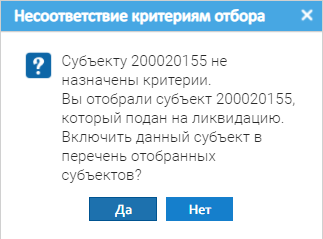 Несоответствие критериям отбора
Субъекту 200020155 не
назначены критерии.
Вы отобрали субъект 200020155,
который подан на ликвидацию.
Включить данный субъект в
перечень отобранных
субъектов?
Да Нет